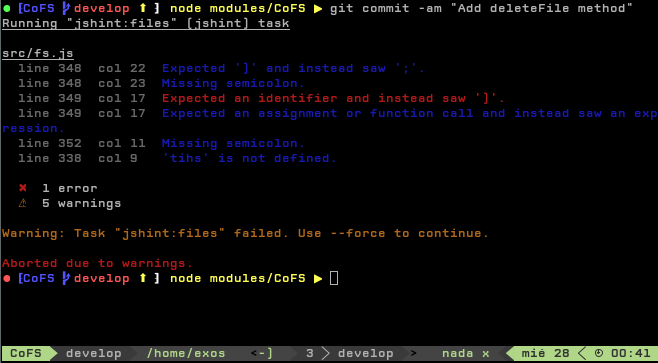 ● [CoFS develop ⬆ ] node modules/CoFS ▶ git commit -am "Add deleteFile method"
Running "jshint:files" (jshint) task
src/fs.js
line 348 col 22 Expected ')' and instead saw ';'.
line 348 col 23 Missing semicolon.
line 349 col 17 Expected an identifier and instead saw ')'.
line 349 col 17 Expected an assignment or function call and instead saw an exp
ression.
line 352 col 11 Missing semicolon.
line 338 col 9 'tihs' is not defined.
✖ 1 error
⚠ 5 warnings
Warning: Task "jshint:files" failed. Use --force to continue.
Aborted due to warnings.
● [CoFS develop ⬆ ] node modules/CoFS ▶
CoFS develop /home/exos <-] 3 > develop > nada x mié 28 < 00:41